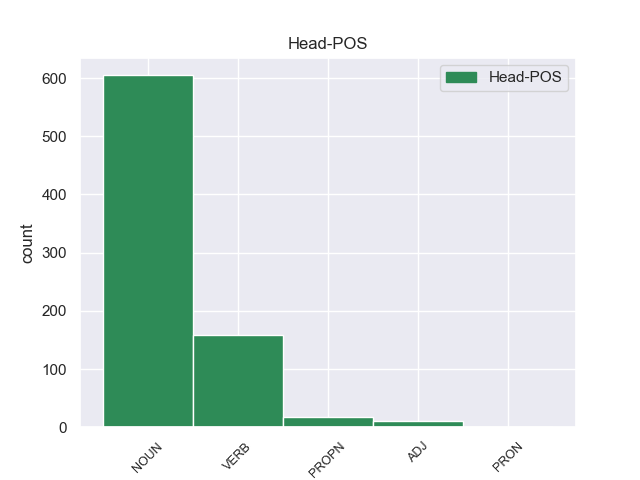 Head-POS
Head-POS
600
500
400
300
200
100
0
count
NOUN
VERB
PROPN
ADJ
PRON